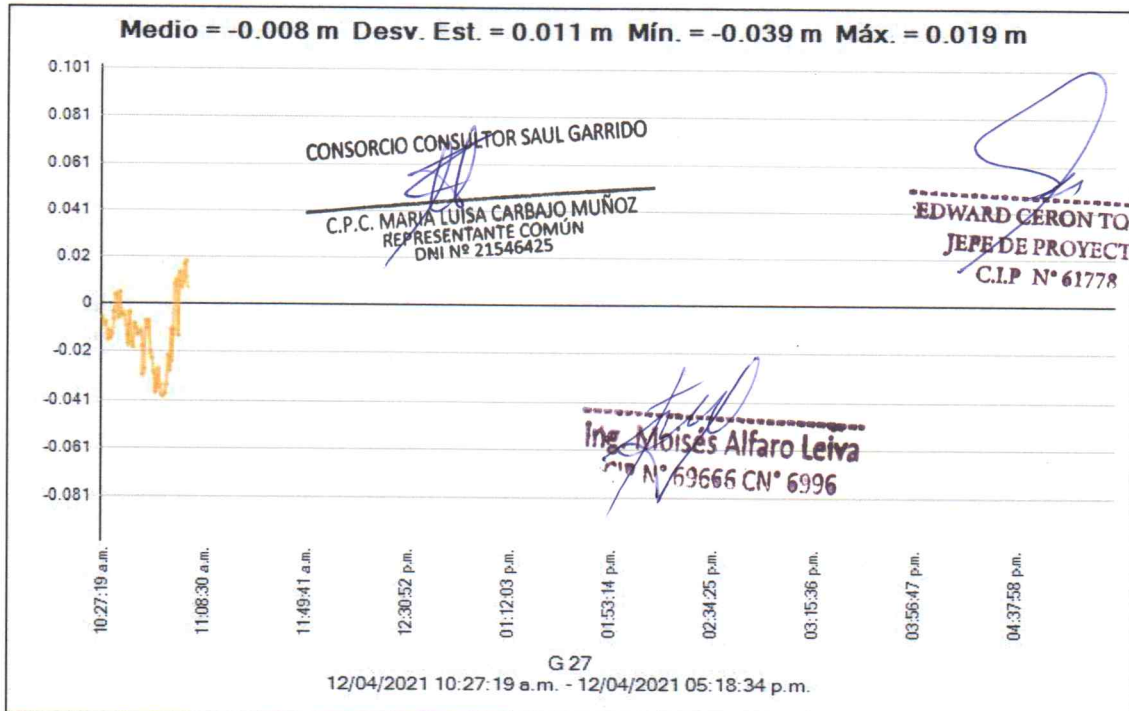 Medio = -0.008 m Desv. Est. = 0.011 m Mín. = -0.039 m Máx. = 0.019 m
0.101
0.081
0.061
0.041
0.02
0
-0.02
-0.041
-0.061
-0.081
CONSORCIO CONSULTOR SAUL GARRIDO
C.P.C. MARIA LUISA CARBAJO MUÑOZ
REPRESENTANTE COMÚN
DNI Nº 21546425
EDWARD CERON TO
JEPE DE PROYECT
C.I.P N° 61778
Ing. Moisés Alfaro Leiva
CIP N° 69666 CN° 6996
10:27:19 a.m.
11:08:30 a.m.
11:49:41 a.m.
12:30:52 p.m.
01:12:03 p.m.
01:53:14 p.m.
02:34:25 p.m.
03:15:36 p.m.
03:56:47 p.m.
04:37:58 p.m.
G 27
12/04/2021 10:27:19 a.m. - 12/04/2021 05:18:34 p.m.